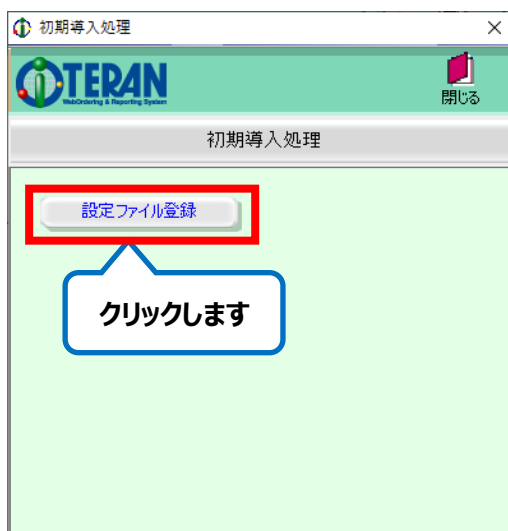 初期導入処理
TERAN
WebOrdering & Reporting System
閉じる
初期導入処理
設定ファイル登録
クリックします